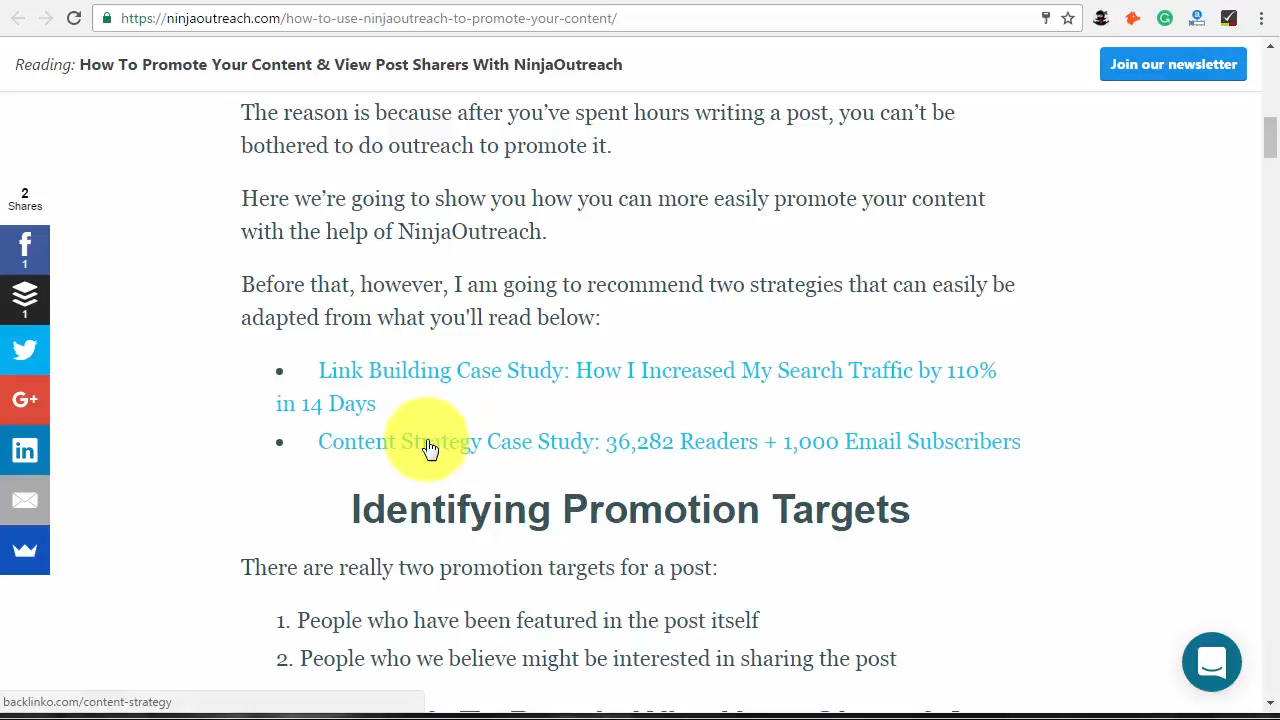 https://ninjaoutreach.com/how-to-use-ninjaoutreach-to-promote-your-content/
Reading: How To Promote Your Content & View Post Sharers With NinjaOutreach
Join our newsletter
The reason is because after you’ve spent hours writing a post, you can’t be
bothered to do outreach to promote it.
2
Shares
Here we’re going to show you how you can more easily promote your content
with the help of NinjaOutreach.
f
1
Before that, however, I am going to recommend two strategies that can easily be
adapted from what you'll read below:
1
• Link Building Case Study: How I Increased My Search Traffic by 110%
in 14 Days
G+
• Content Strategy Case Study: 36,282 Readers + 1,000 Email Subscribers
in
Identifying Promotion Targets
There are really two promotion targets for a post:
1. People who have been featured in the post itself
2. People who we believe might be interested in sharing the post
backlinko.com/content-strategy